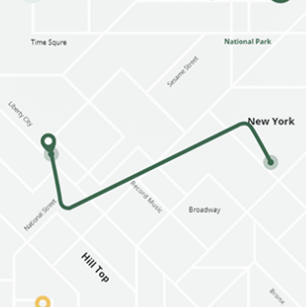 Time Squre
National Park
Sesame Street
Liberty City
New York
Record Music
National Street
Broadway
Hill Top
Bronx